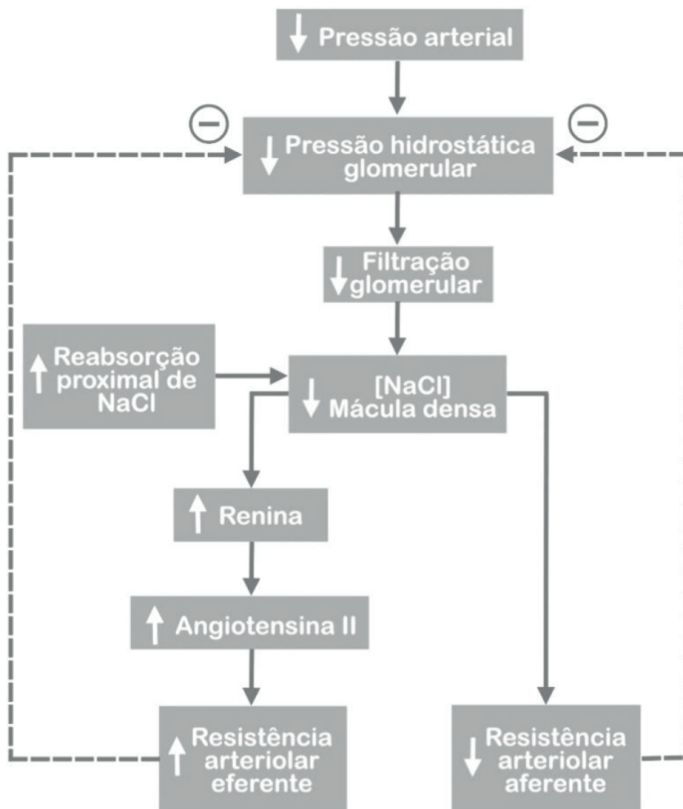 ↓ Pressão arterial
−
−
↓ Pressão hidrostática
glomerular
↓ Filtração
glomerular
↑ Reabsorção
proximal de
NaCl
↓ [NaCl]
Mácula densa
↑ Renina
↑ Angiotensina II
↑ Resistência
arteriolar
eferente
↓ Resistência
arteriolar
aferente